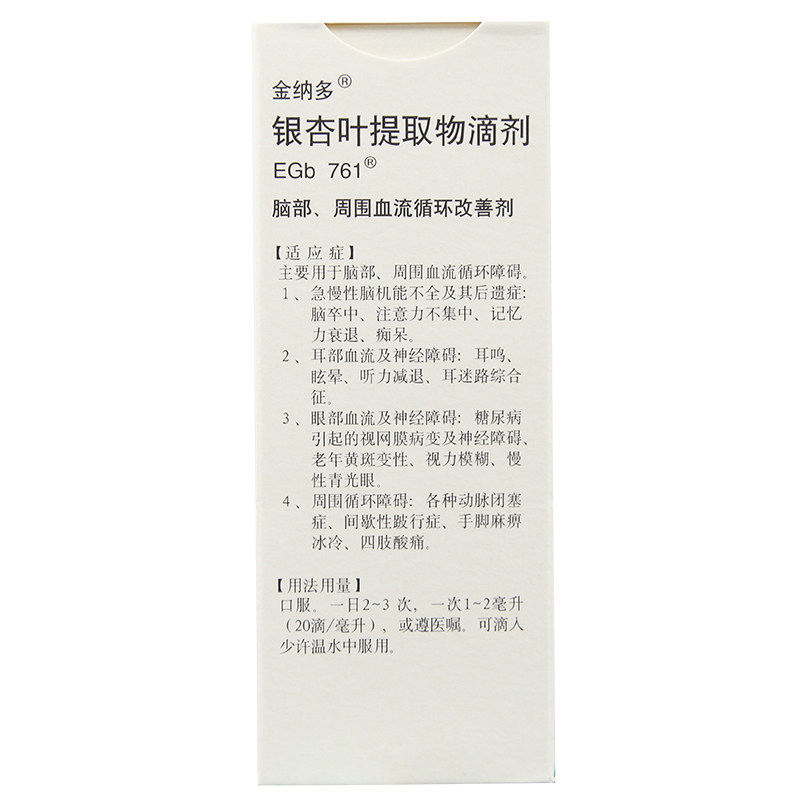 金纳多®
银杏叶提取物滴剂
EGb 761®
脑部、周围血流循环改善剂
【适应症】
主要用于脑部、周围血流循环障碍。
1、急慢性脑机能不全及其后遗症:
脑卒中、注意力不集中、记忆
力衰退、痴呆。
2、耳部血流及神经障碍: 耳鸣、
眩晕、听力减退、耳迷路综合
征。
3、眼部血流及神经障碍: 糖尿病
引起的视网膜病变及神经障碍、
老年黄斑变性、视力模糊、慢
性青光眼。
4、周围循环障碍: 各种动脉闭塞
症、间歇性跛行症、手脚麻痹
冰冷、四肢酸痛。
【用法用量】
口服。一日2~3 次, 一次1~2毫升
(20滴/毫升), 或遵医嘱。可滴入
少许温水中服用。